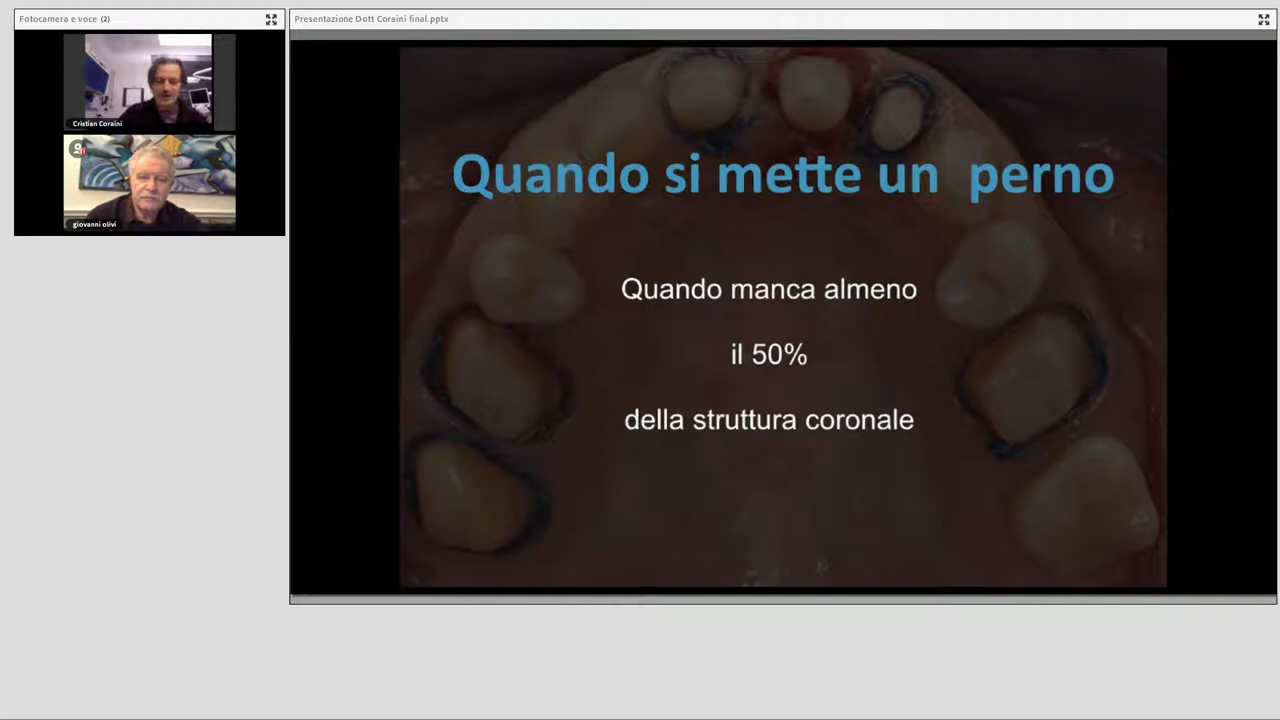 Fotocamera e voce (2)
Presentazione Dott Coraini final.pptx
Cristian Coraini
giovanni olivi
Quando si mette un perno
Quando manca almeno
il 50%
della struttura coronale